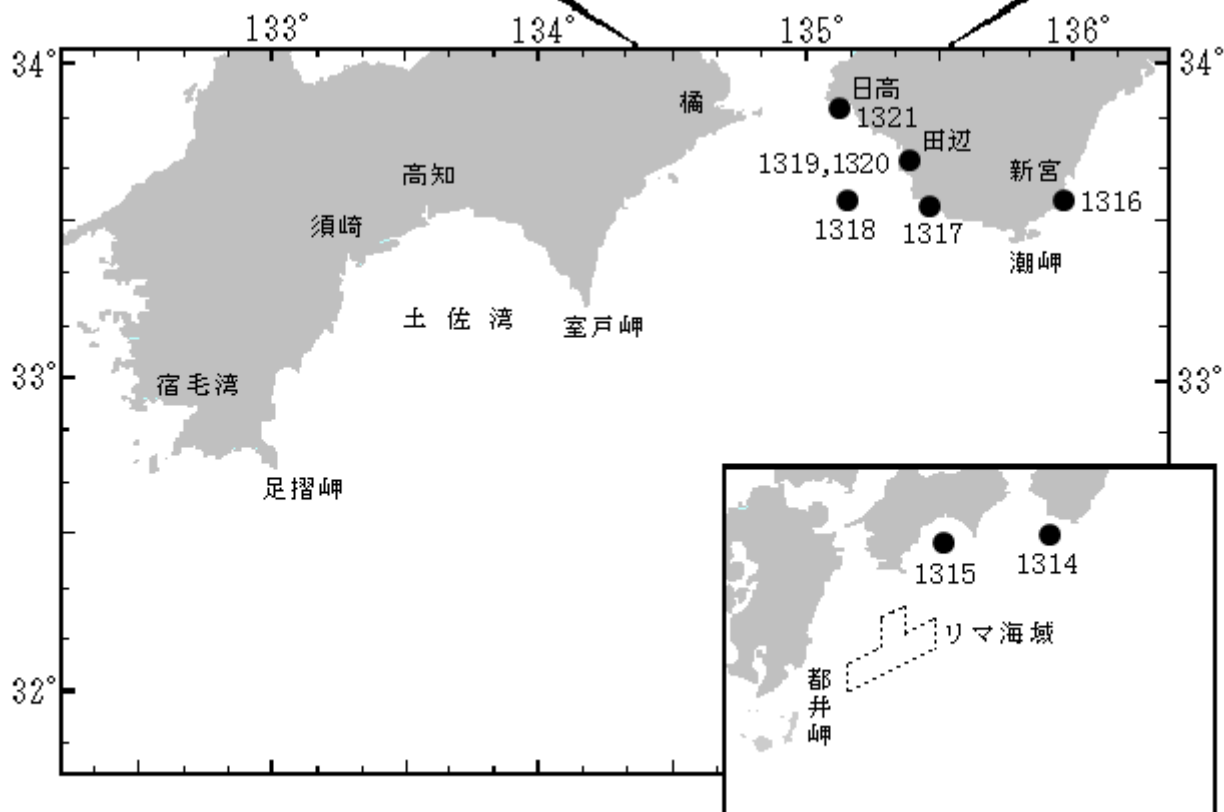 133°
134°
135°
136°
34°
34°
日高
橘
1321
田辺
1319,1320
新宮
高知
1316
須崎
1318
1317
潮岬
土佐湾
室戸岬
33°
33°
宿毛湾
足摺岬
1315
1314
リマ海域
都井岬
32°